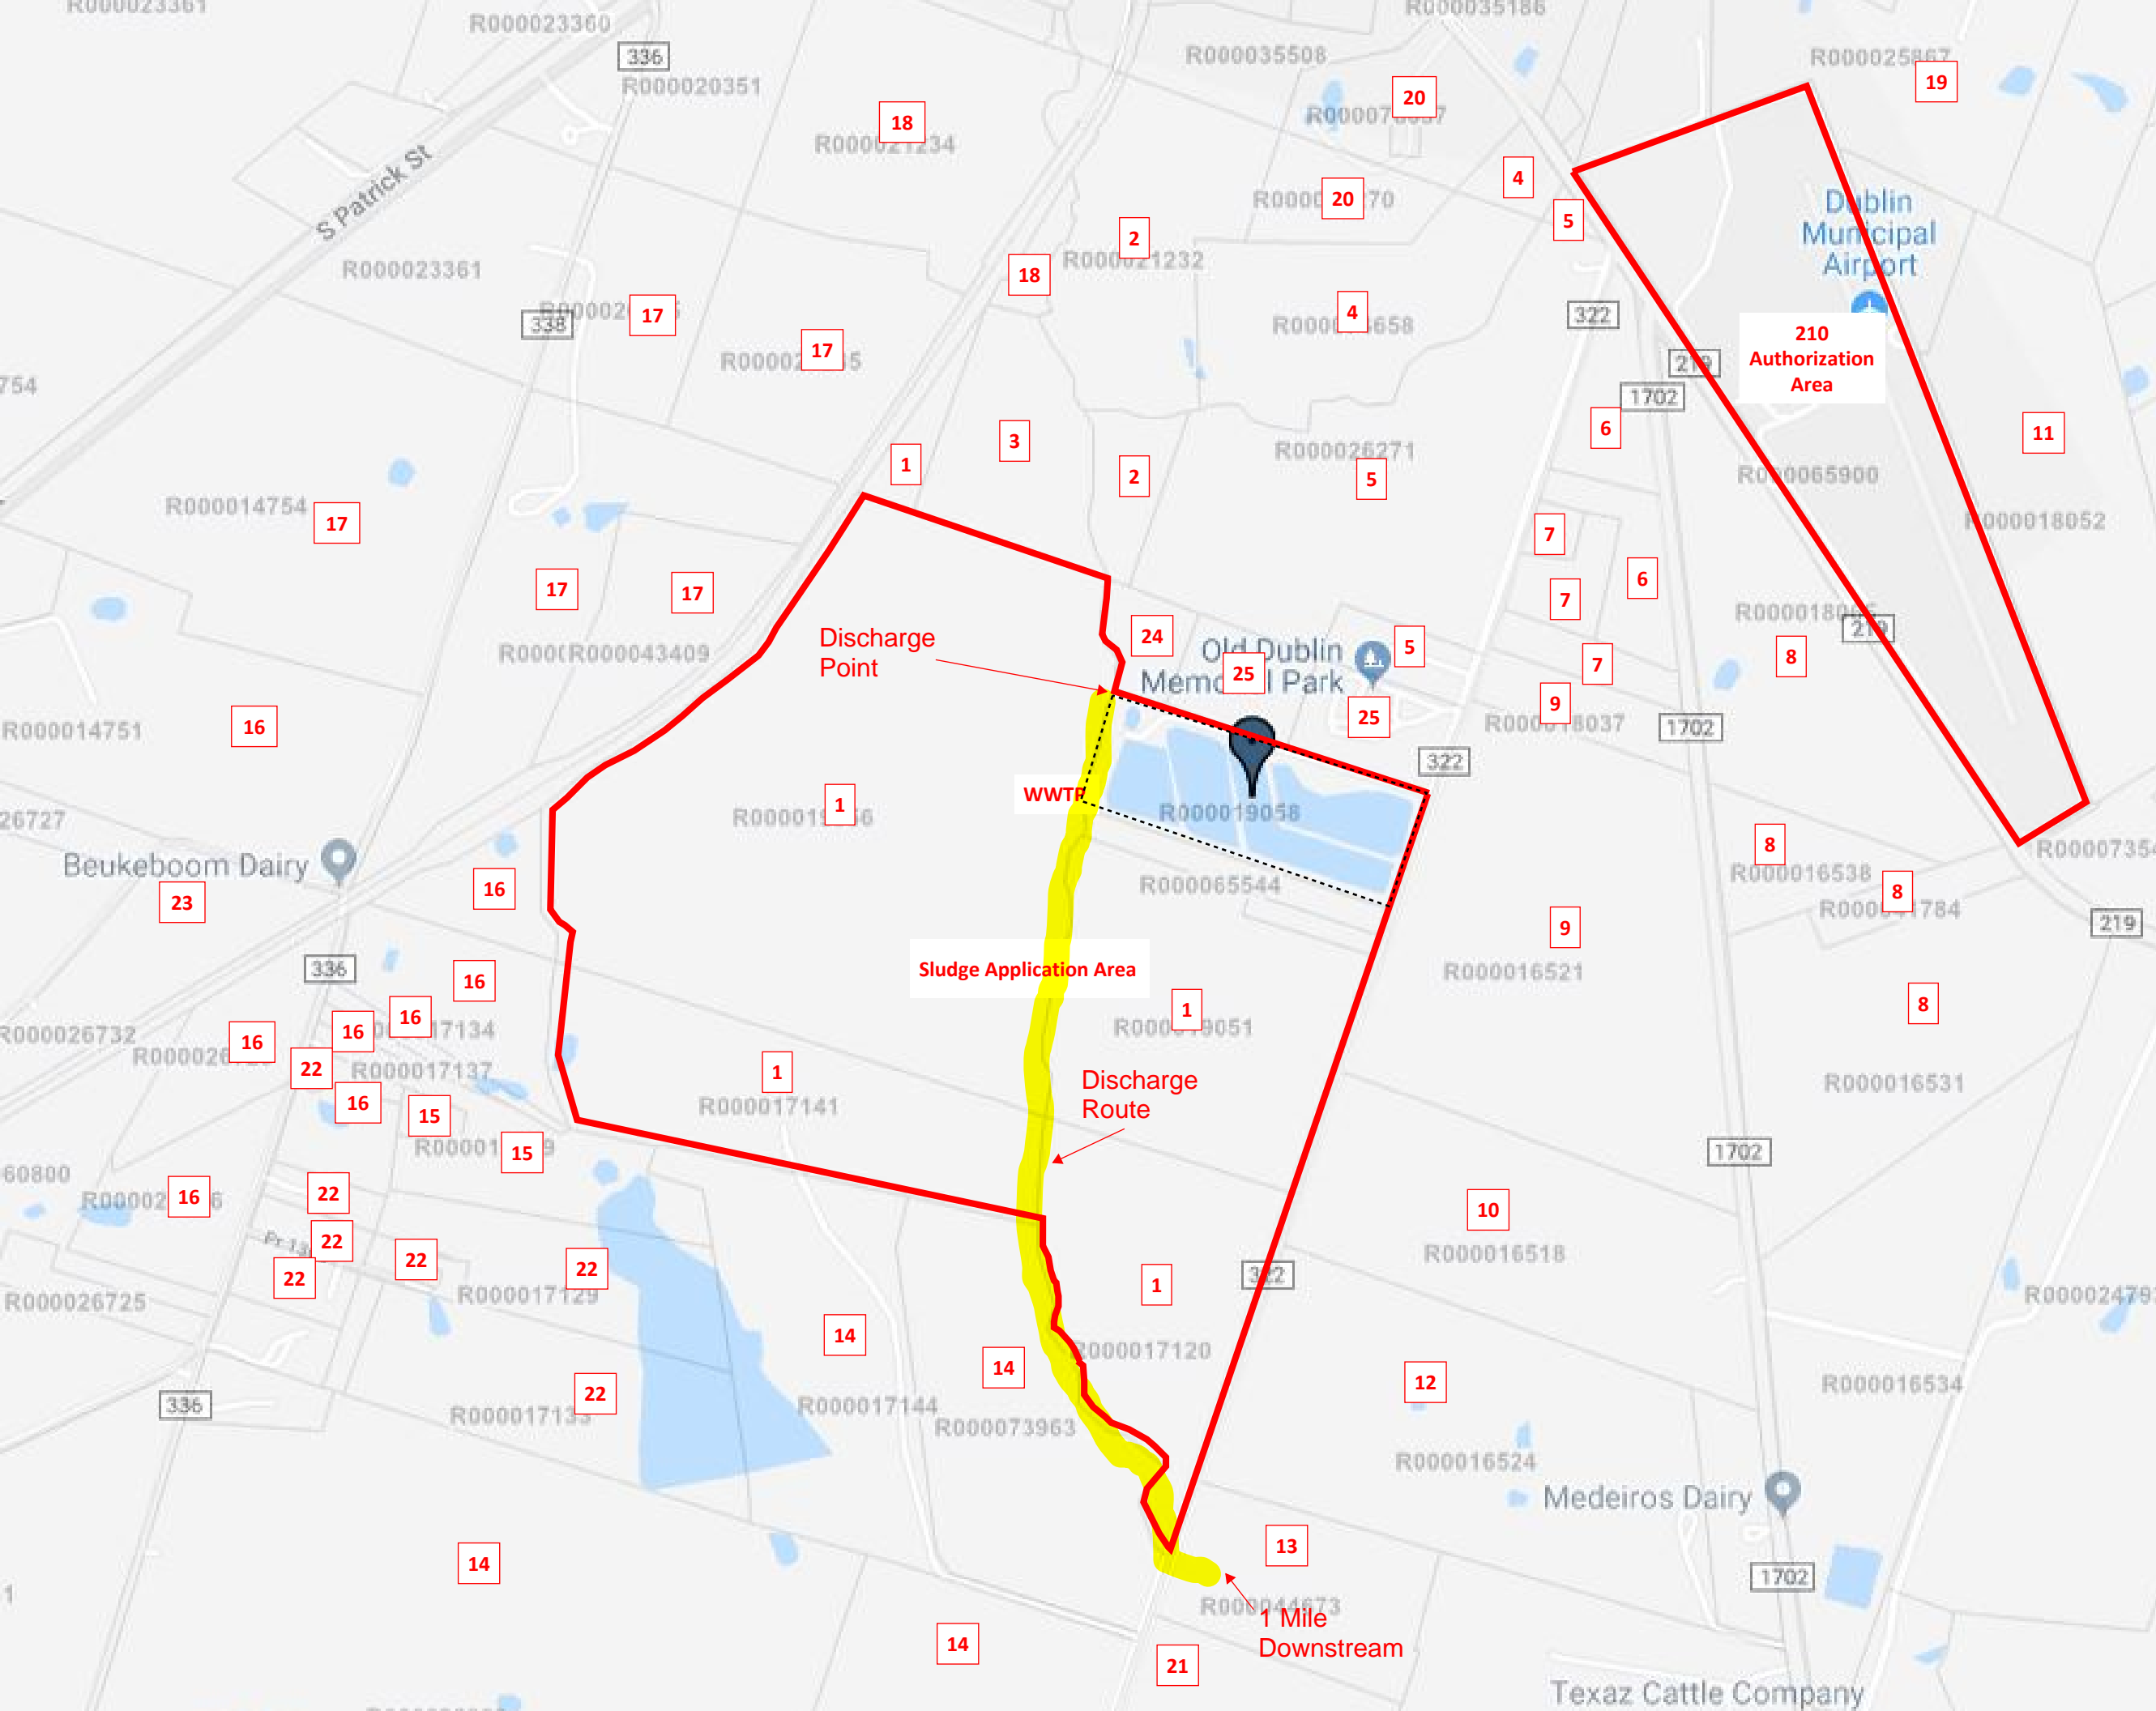 R000023361
R000023360
R000035186
336
R000035508
R000025867
19
R000020351
20
18
R000021234
4
S Patrick St
20
5
Dublin
Municipal
Airport
2
R000021232
R000023361
18
338
17
4
322
210
Authorization
Area
17
219
754
1702
6
11
1
3
R000026271
2
5
R000065900
R000014754
17
R000018052
7
17
17
6
7
219
Discharge
Point
24
Old Dublin
Memorial Park
5
8
R000043409
7
25
9
25
R000018037
1702
R000014751
16
322
WWTP
1
R000019058
26727
Beukeboom Dairy
8
R000016538
23
16
R000065544
8
219
9
Sludge Application Area
336
R000016521
16
8
1
16
16
R000026732
16
22
R000017137
R000016531
1
Discharge
Route
16
15
R000017141
15
1702
60800
16
22
10
22
22
22
22
R000016518
1
322
R000026725
R000017129
R000024793
14
R000017120
14
12
R000016534
22
336
R000017133
R000017144
R000073963
R000016524
Medeiros Dairy
13
14
1702
R000044673
1 Mile
Downstream
14
21
Texaz Cattle Company